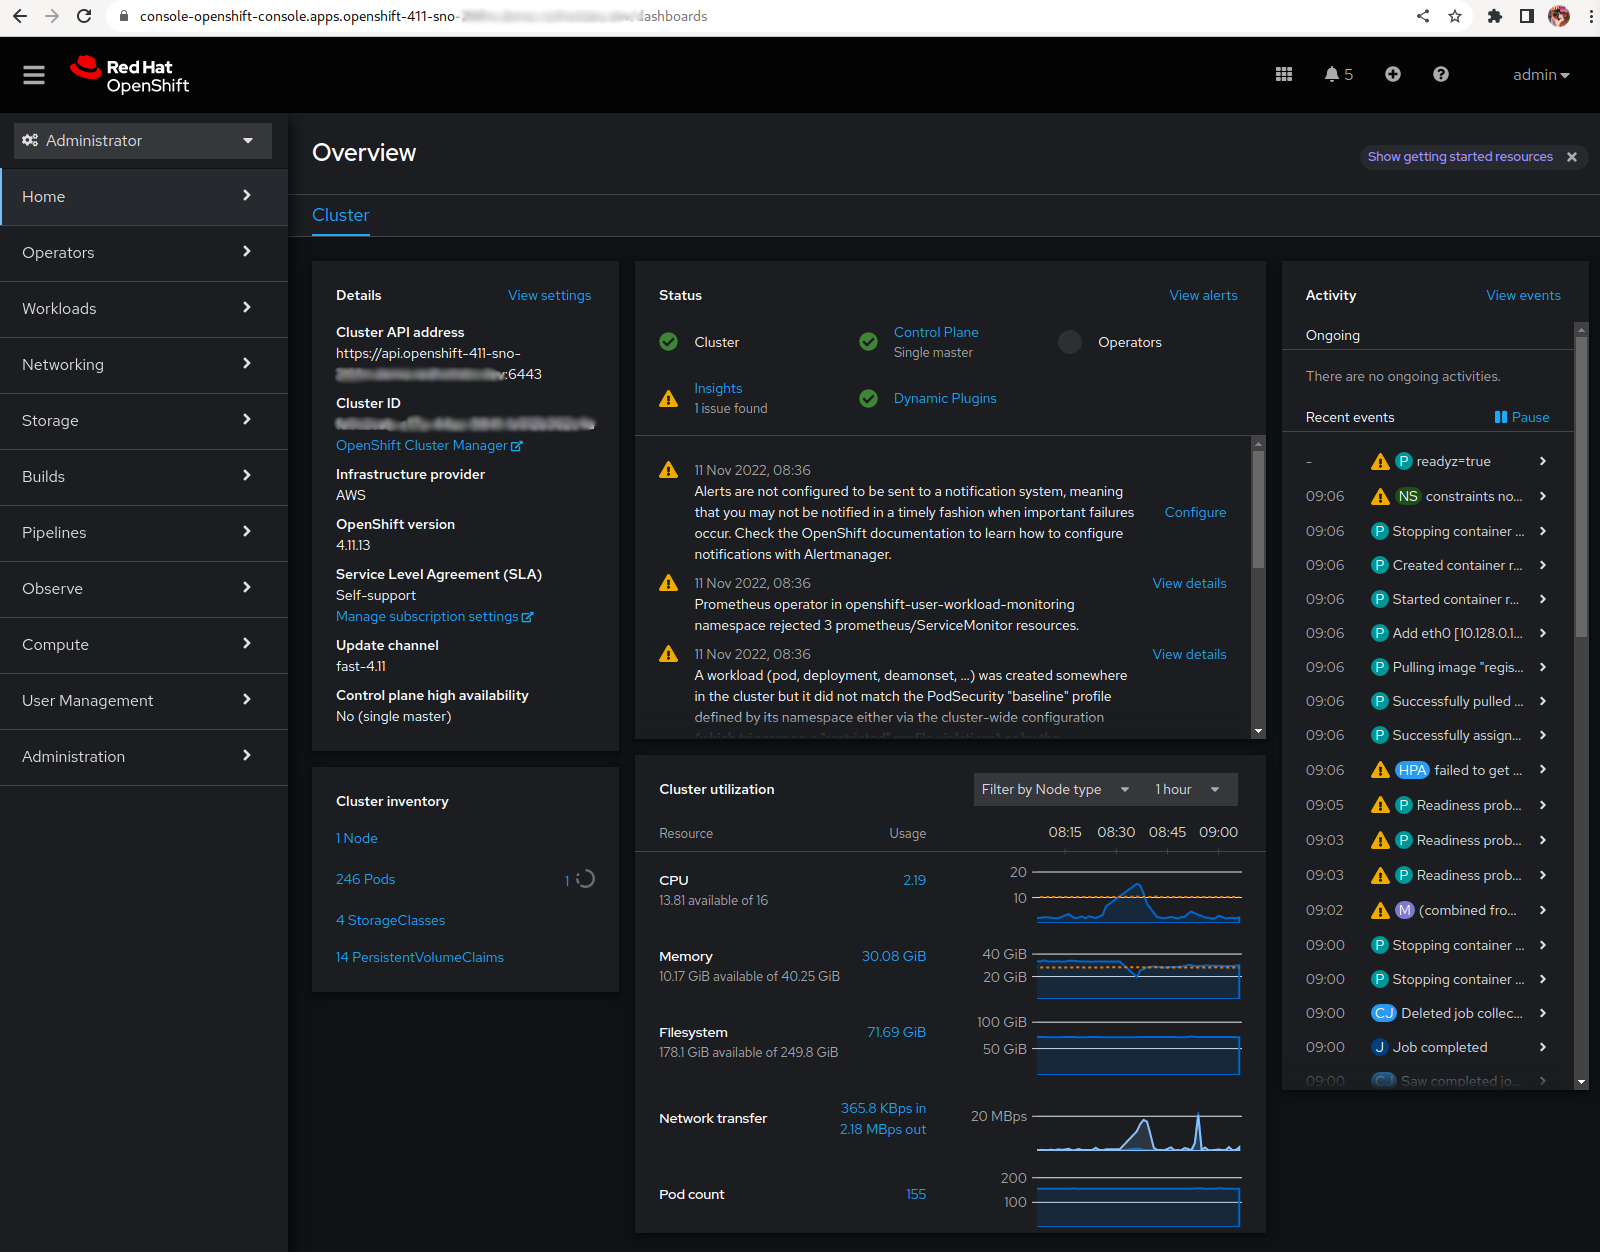 console-openshift-console.apps.openshift-411-sno-
dashboards
Red Hat
OpenShift
5
admin
Administrator
Home
Operators
Workloads
Networking
Storage
Builds
Pipelines
Observe
Compute
User Management
Administration
Overview
Show getting started resources
Cluster
Details
View settings
Cluster API address
https://api.openshift-411-sno-
:6443
Cluster ID
OpenShift Cluster Manager
Infrastructure provider
AWS
OpenShift version
4.11.13
Service Level Agreement (SLA)
Self-support
Manage subscription settings
Update channel
fast-4.11
Control plane high availability
No (single master)
Cluster inventory
1 Node
246 Pods
1
4 StorageClasses
14 PersistentVolumeClaims
Status
View alerts
Cluster
Control Plane
Single master
Operators
Insights
1 issue found
Dynamic Plugins
11 Nov 2022, 08:36
Alerts are not configured to be sent to a notification system, meaning
that you may not be notified in a timely fashion when important failures
occur. Check the OpenShift documentation to learn how to configure
notifications with Alertmanager.
Configure
11 Nov 2022, 08:36
View details
Prometheus operator in openshift-user-workload-monitoring
namespace rejected 3 prometheus/ServiceMonitor resources.
11 Nov 2022, 08:36
View details
A workload (pod, deployment, deamonset, ...) was created somewhere
in the cluster but it did not match the PodSecurity "baseline" profile
defined by its namespace either via the cluster-wide configuration
(which triggers on a "restricted" profile violations) or by the
Cluster utilization
Filter by Node type
1 hour
Resource
Usage
08:15 08:30 08:45 09:00
CPU
2.19
13.81 available of 16
20
10
Memory
30.08 GiB
10.17 GiB available of 40.25 GiB
40 GiB
20 GiB
Filesystem
71.69 GiB
178.1 GiB available of 249.8 GiB
100 GiB
50 GiB
Network transfer
365.8 KBps in
2.18 MBps out
20 MBps
Pod count
155
200
100
Activity
View events
Ongoing
There are no ongoing activities.
Recent events
Pause
- P readyz=true
09:06 NS constraints no...
09:06 P Stopping container ...
09:06 P Created container r...
09:06 P Started container r...
09:06 P Add eth0 [10.128.0.1...
09:06 P Pulling image "regis...
09:06 P Successfully pulled ...
09:06 P Successfully assign...
09:06 HPA failed to get ...
09:05 P Readiness prob...
09:03 P Readiness prob...
09:03 P Readiness prob...
09:02 M (combined fro...
09:00 P Stopping container ...
09:00 P Stopping container ...
09:00 CJ Deleted job collec...
09:00 J Job completed
09:00 CJ Saw completed jo...